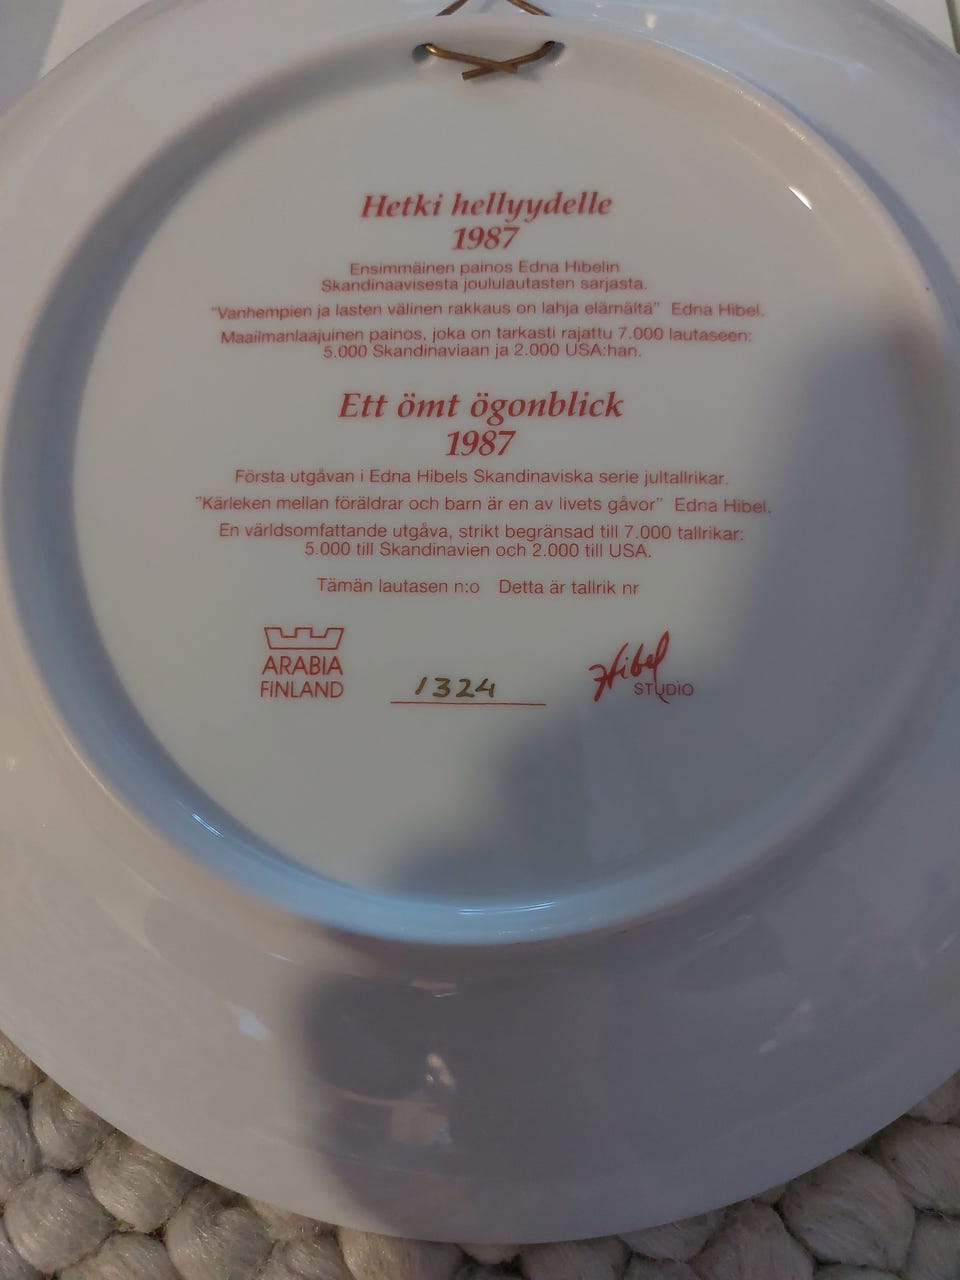 Hetki hellyydelle
1987
Ensimmäinen painos Edna Hibelin
Skandinaavisesta joululautasten sarjasta.
"Vanhempien ja lasten välinen rakkaus on lahja elämältä" Edna Hibel.
Maailmanlaajuinen painos, joka on tarkasti rajattu 7.000 lautaseen:
5.000 Skandinaviaan ja 2.000 USA:han.
Ett ömt ögonblick
1987
Första utgåvan i Edna Hibels Skandinaviska serie jultallrikar.
"Kärleken mellan föräldrar och barn är en av livets gåvor" Edna Hibel.
En världsomfattande utgåva, strikt begränsad till 7.000 tallrikar:
5.000 till Skandinavien och 2.000 till USA.
Tämän lautasen n:o Detta är tallrik nr
ARABIA
FINLAND
1324
Hibel
STUDIO